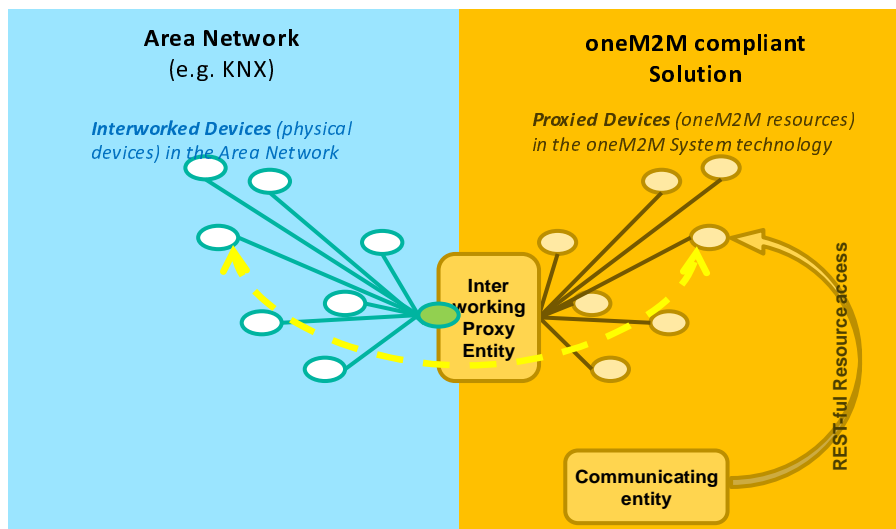 Area Network
(e.g. KNX)
Interworked Devices (physical
devices) in the Area Network
oneM2M compliant
Solution
Proxied Devices (oneM2M resources)
in the oneM2M System technology
Inter
working
Proxy
Entity
REST-ful Resource access
Communicating
entity